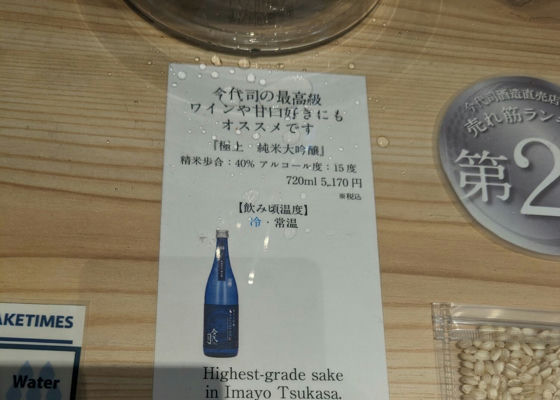 今代司の最高級
ワインや甘口好きにも
オススメです
『極上 純米大吟醸』
精米歩合：40% アルコール度：15度
720ml 5,170円
※税込
【飲み頃温度】
冷・常温
Highest-grade sake
in Imayo Tsukasa.
今代司酒造直売店
売れ筋ラン
第2
AKETIMES
Water